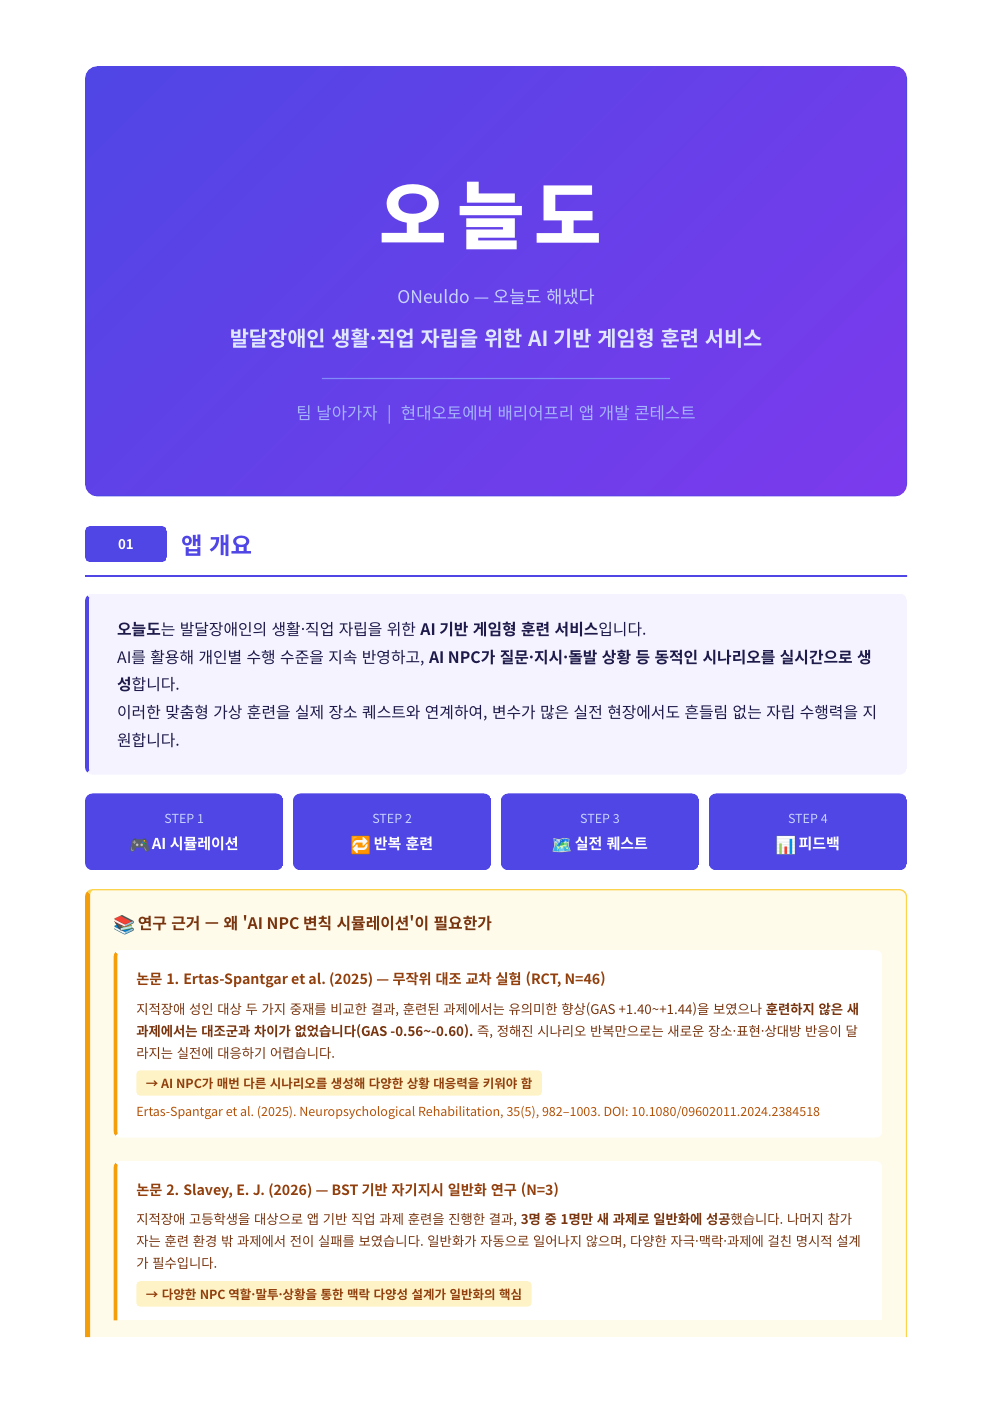 오늘도
ONeuldo — 오늘도 해냈다
발달장애인 생활·직업 자립을 위한 AI 기반 게임형 훈련 서비스
팀 날아가자 | 현대오토에버 배리어프리 앱 개발 콘테스트
01 앱 개요
오늘도는 발달장애인의 생활·직업 자립을 위한 AI 기반 게임형 훈련 서비스입니다.
AI를 활용해 개인별 수행 수준을 지속 반영하고, AI NPC가 질문·지시·돌발 상황 등 동적인 시나리오를 실시간으로 생
성합니다.
이러한 맞춤형 가상 훈련을 실제 장소 퀘스트와 연계하여, 변수가 많은 실전 현장에서도 흔들림 없는 자립 수행력을 지
원합니다.
STEP 1
🎮 AI 시뮬레이션
STEP 2
🔁 반복 훈련
STEP 3
🗺️ 실전 퀘스트
STEP 4
📊 피드백
📚 연구 근거 — 왜 'AI NPC 변칙 시뮬레이션'이 필요한가
논문 1. Ertas-Spantgar et al. (2025) — 무작위 대조 교차 실험 (RCT, N=46)
지적장애 성인 대상 두 가지 중재를 비교한 결과, 훈련된 과제에서는 유의미한 향상(GAS +1.40~+1.44)을 보였으나 훈련하지 않은 새
과제에서는 대조군과 차이가 없었습니다(GAS -0.56~-0.60). 즉, 정해진 시나리오 반복만으로는 새로운 장소·표현·상대방 반응이 달
라지는 실전에 대응하기 어렵습니다.
→ AI NPC가 매번 다른 시나리오를 생성해 다양한 상황 대응력을 키워야 함
Ertas-Spantgar et al. (2025). Neuropsychological Rehabilitation, 35(5), 982–1003. DOI: 10.1080/09602011.2024.2384518
논문 2. Slavey, E. J. (2026) — BST 기반 자기지시 일반화 연구 (N=3)
지적장애 고등학생을 대상으로 앱 기반 직업 과제 훈련을 진행한 결과, 3명 중 1명만 새 과제로 일반화에 성공했습니다. 나머지 참가
자는 훈련 환경 밖 과제에서 전이 실패를 보였습니다. 일반화가 자동으로 일어나지 않으며, 다양한 자극·맥락·과제에 걸친 명시적 설계
가 필수입니다.
→ 다양한 NPC 역할·말투·상황을 통한 맥락 다양성 설계가 일반화의 핵심